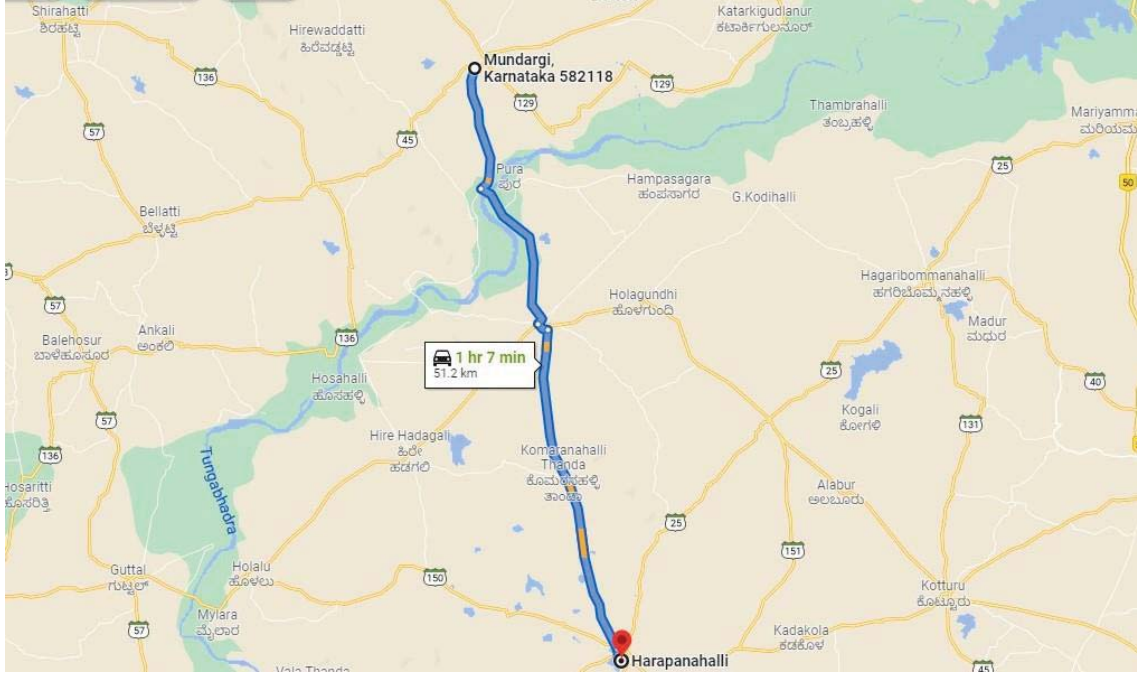 Shirahatti
ಶಿರಹಟ್ಟಿ
Hirewaddatti
ಹಿರೆವಡ್ಡಟ್ಟಿ
Katarkigudlanur
ಕಟಾರ್ಕಿಗುಲನೂರ್
Mundargi,
Karnataka 582118
136
129
129
Thambrahalli
ತಂಬ್ರಹಳ್ಳಿ
57
45
25
50
Pura
ಪುರ
Hampasagara
ಹಂಪಸಾಗರ
G.Kodihalli
Bellatti
ಬೆಳ್ಳಟ್ಟಿ
Hagaribommanahalli
ಹಗರಿಬೊಮ್ಮನಹಳ್ಳಿ
57
Holagundhi
ಹೊಳಗುಂದಿ
Madur
ಮಧುರ
Balehosur
ಬಾಳೆಹೊಸೂರ
Ankali
ಅಂಕಲಿ
136
1 hr 7 min
51.2 km
Hosahalli
ಹೊಸಹಳ್ಳಿ
25
40
Kogali
ಕೋಗಳಿ
57
131
136
Hire Hadagali
ಹಿರೇ
ಹಡಗಲಿ
Komaranahalli
Thanda
ತಾಂಡಾ
Tungabhadra
Alabur
ಅಲಬೂರು
25
151
Guttal
ಗುಟ್ಟಲ್
Holalu
ಹೊಳಲು
150
Kotturu
ಕೊಟ್ಟೂರು
Mylara
ಮೈಲಾರ
57
Kadakola
ಕಡಕೊಳ
Harapanahalli
45